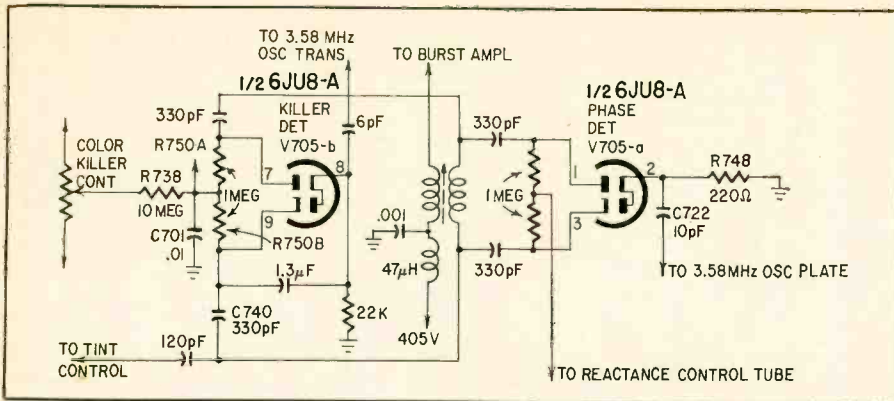 TO 3.58 MHz
OSC TRANS
TO BURST AMPL
1/2 6JU8-A
KILLER
DET
V705-b
1/2 6JU8-A
PHASE
DET
V705-a
330pF
R750A
6pF
330pF
COLOR
KILLER
CONT
R738
10 MEG
7
8
9
1MEG
R750B
C701
.01
1.3µF
C740
330pF
22K
120pF
TO TINT
CONTROL
.001
47µH
405V
1MEG
330pF
1
2
3
R748
220Ω
C722
10pF
TO 3.58MHz OSC PLATE
TO REACTANCE CONTROL TUBE